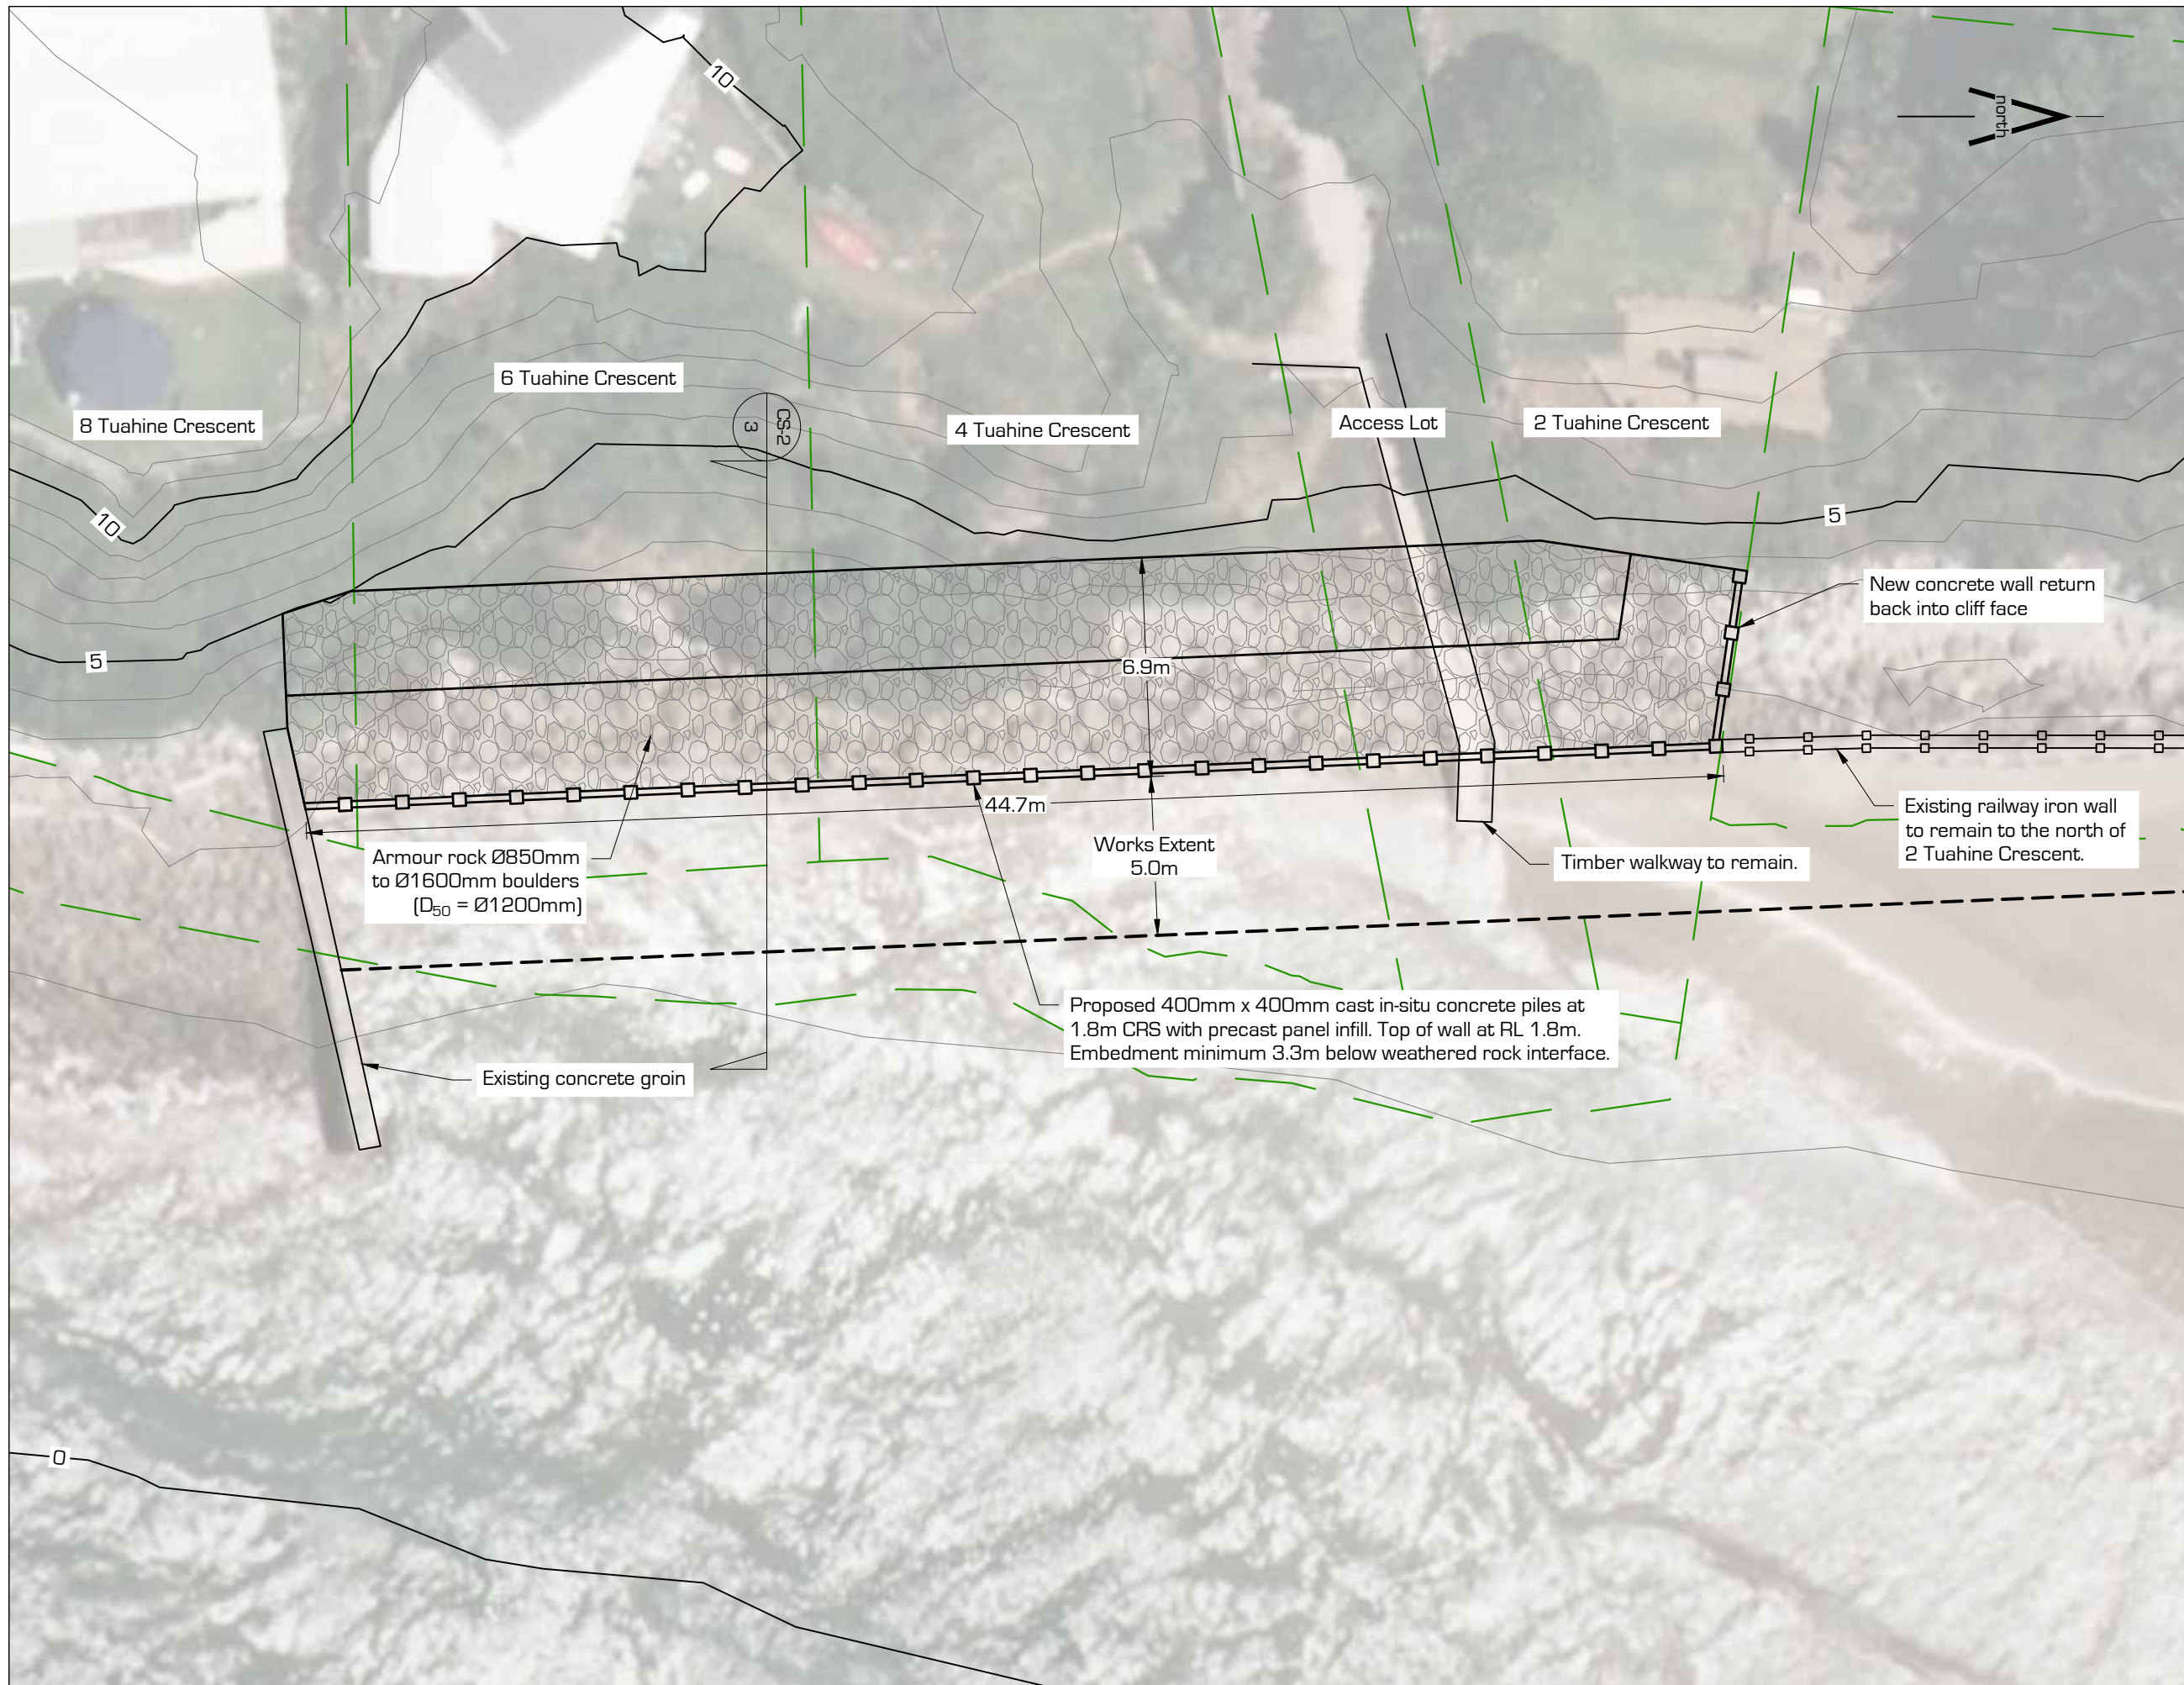 10
north
6 Tuahine Crescent
8 Tuahine Crescent
CS-2
3
4 Tuahine Crescent
Access Lot
2 Tuahine Crescent
10
5
New concrete wall return
back into cliff face
5
6.9m
44.7m
Existing railway iron wall
to remain to the north of
2 Tuahine Crescent.
Armour rock Ø850mm
to Ø1600mm boulders
(D50 = Ø1200mm)
Works Extent
5.0m
Timber walkway to remain.
Proposed 400mm x 400mm cast in-situ concrete piles at
1.8m CRS with precast panel infill. Top of wall at RL 1.8m.
Embedment minimum 3.3m below weathered rock interface.
Existing concrete groin
0